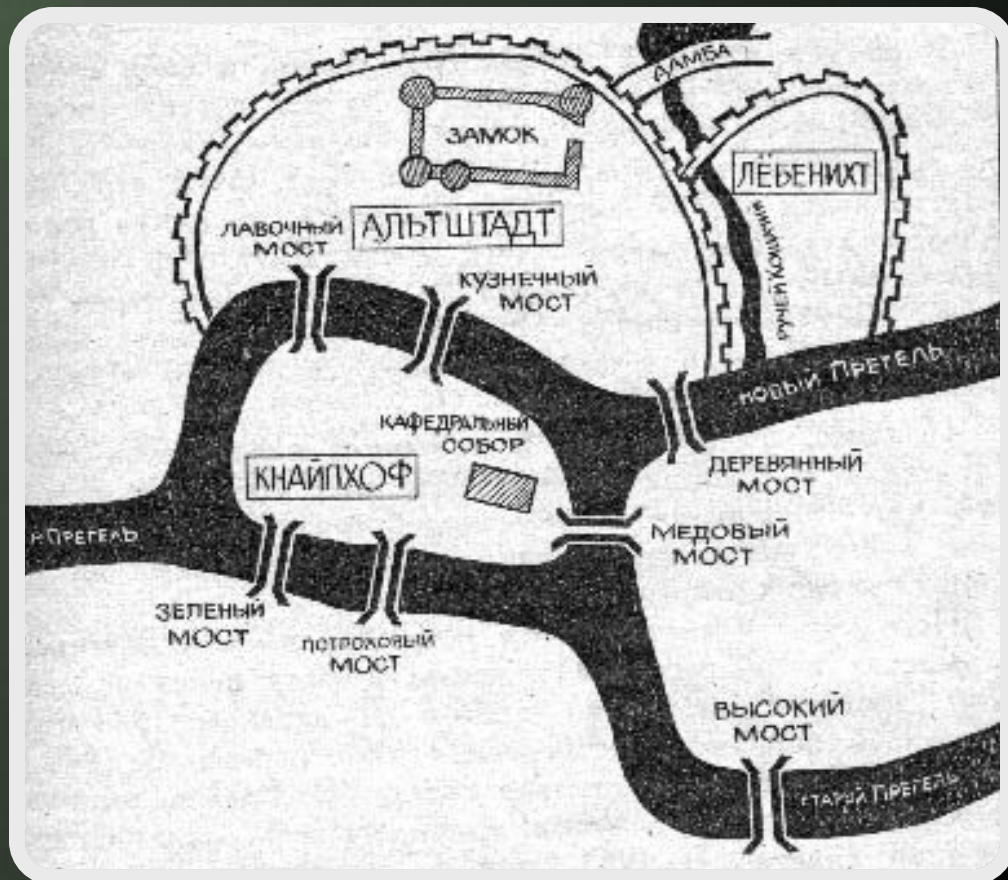 ДАМБА
ЗАМОК
ЛЁБЕНИХТ
ЛАВОЧНЫЙ
МОСТ
АЛЬТШТАДТ
КУЗНЕЧНЫЙ
МОСТ
НОВЫЙ ПРЕГЕЛЬ
КАФЕДРАЛЬНЫЙ
СОБОР
КНАЙПХОФ
ДЕРЕВЯННЫЙ
МОСТ
ПРЕГЕЛЬ
МЕДОВЫЙ
МОСТ
ЗЕЛЕНЫЙ
МОСТ
ПОТРОХОВЫЙ
МОСТ
ВЫСОКИЙ
МОСТ
СТАРЫЙ ПРЕГЕЛЬ
РУЧЕЙ